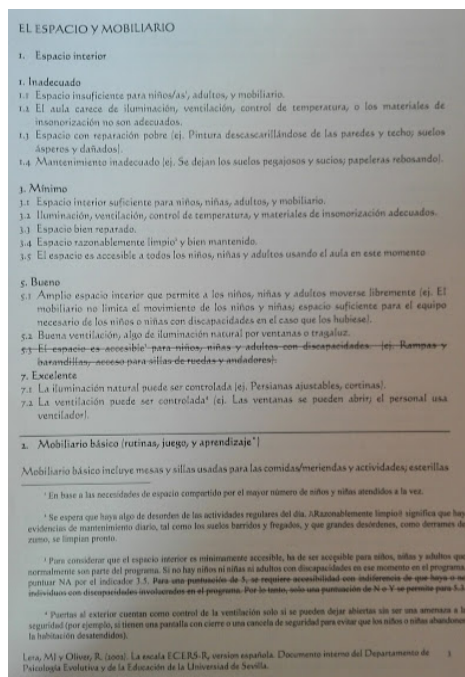 EL ESPACIO Y MOBILIARIO
1. Espacio interior
1. Inadecuado
1.1 Espacio insuficiente para niños/as¹, adultos, y mobiliario.
1.2 El aula carece de iluminación, ventilación, control de temperatura, o los materiales de
insonorización no son adecuados.
1.3 Espacio con reparación pobre (ej. Pintura descascarillándose de las paredes y techo; suelos
ásperos y dañados).
1.4 Mantenimiento inadecuado (ej. Se dejan los suelos pegajosos y sucios; papeleras rebosando).
3. Mínimo
3.1 Espacio interior suficiente para niños, niñas, adultos, y mobiliario.
3.2 Iluminación, ventilación, control de temperatura, y materiales de insonorización adecuados.
3.3 Espacio bien reparado.
3.4 Espacio razonablemente limpio² y bien mantenido.
3.5 El espacio es accesible a todos los niños, niñas y adultos usando el aula en este momento
5. Bueno
5.1 Amplio espacio interior que permite a los niños, niñas y adultos moverse libremente (ej. El
mobiliario no limita el movimiento de los niños y niñas; espacio suficiente para el equipo
necesario de los niños o niñas con discapacidades en el caso que los hubiese).
5.2 Buena ventilación, algo de iluminación natural por ventanas o tragaluz.
5.3 El espacio es accesible³ para niños, niñas y adultos con discapacidades. (ej. Rampas y
barandillas, acceso para sillas de ruedas y andadores).
7. Excelente
7.1 La iluminación natural puede ser controlada (ej. Persianas ajustables, cortinas).
7.2 La ventilación puede ser controlada⁴ (ej. Las ventanas se pueden abrir; el personal usa
ventilador).
2. Mobiliario básico (rutinas, juego, y aprendizaje*)
Mobiliario básico incluye mesas y sillas usadas para las comidas/meriendas y actividades; esterillas
¹ En base a las necesidades de espacio compartido por el mayor número de niños y niñas atendidos a la vez.
² Se espera que haya algo de desorden de las actividades regulares del día. ARazonablemente limpio@ significa que hay
evidencias de mantenimiento diario, tal como los suelos barridos y fregados, y que grandes desórdenes, como derrames de
zumo, se limpian pronto.
³ Para considerar que el espacio interior es mínimamente accesible, ha de ser asequible para niños, niñas y adultos que
normalmente son parte del programa. Si no hay niños ni niñas ni adultos con discapacidades en ese momento en el programa,
puntuar NA por el indicador 3.5. Para una puntuación de 5, se requiere accesibilidad con indiferencia de que haya o no
individuos con discapacidades involucrados en el programa. Por lo tanto, solo una puntuación de N o Y se permite para 5.3.
⁴ Puertas al exterior cuentan como control de la ventilación solo si se pueden dejar abiertas sin ser una amenaza a la
seguridad (por ejemplo, si tienen una pantalla con cierre o una cancela de seguridad para evitar que los niños o niñas abandonen
la habitación desatendidos).
Lera, MJ y Oliver, R. (2002). La escala ECERS-R, version española. Documento interno del Departamento de
Psicología Evolutiva y de la Educación de la Universidad de Sevilla.